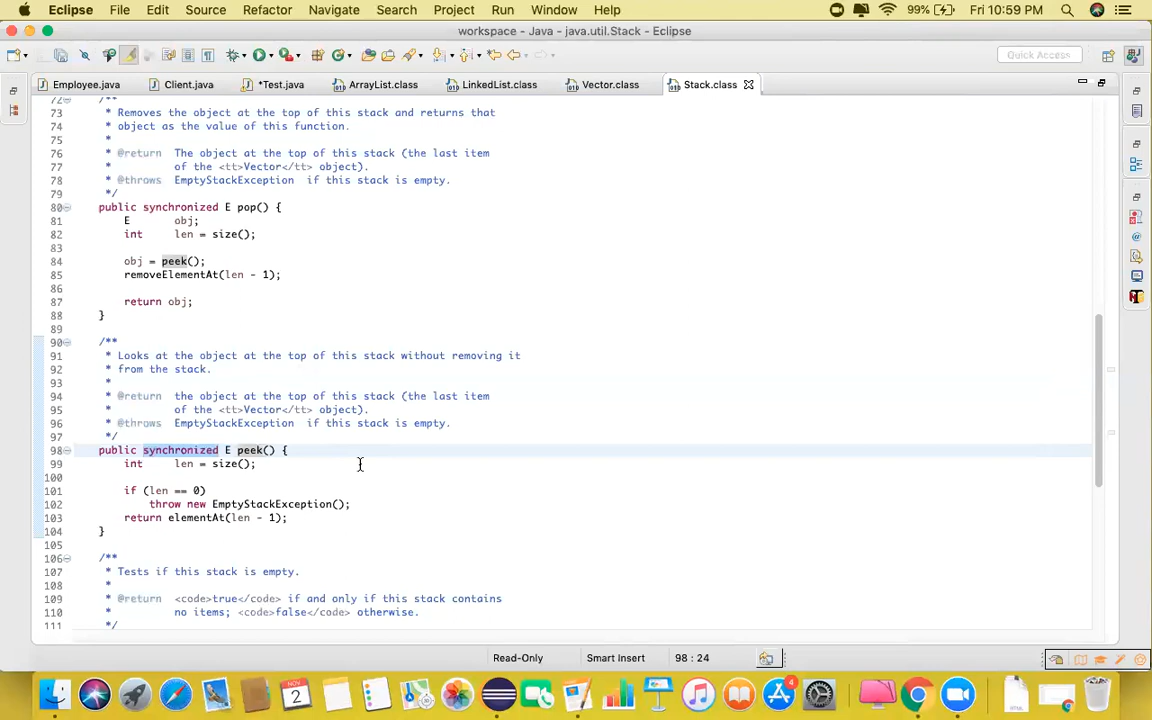 Eclipse File Edit Source Refactor Navigate Search Project Run Window Help 99% Fri 10:59 PM
workspace - Java - java.util.Stack - Eclipse
Quick Access
Employee.java Client.java *Test.java ArrayList.class LinkedList.class Vector.class Stack.class
72 /**
73 * Removes the object at the top of this stack and returns that
74 * object as the value of this function.
75 *
76 * @return The object at the top of this stack (the last item
77 * of the <tt>Vector</tt> object).
78 * @throws EmptyStackException if this stack is empty.
79 */
80 public synchronized E pop() {
81 E obj;
82 int len = size();
83
84 obj = peek();
85 removeElementAt(len - 1);
86
87 return obj;
88 }
89
90 /**
91 * Looks at the object at the top of this stack without removing it
92 * from the stack.
93 *
94 * @return the object at the top of this stack (the last item
95 * of the <tt>Vector</tt> object).
96 * @throws EmptyStackException if this stack is empty.
97 */
98 public synchronized E peek() {
99 int len = size();
100
101 if (len == 0)
102 throw new EmptyStackException();
103 return elementAt(len - 1);
104 }
105
106 /**
107 * Tests if this stack is empty.
108 *
109 * @return <code>true</code> if and only if this stack contains
110 * no items; <code>false</code> otherwise.
111 */
Read-Only Smart Insert 98 : 24
NOV
2
4